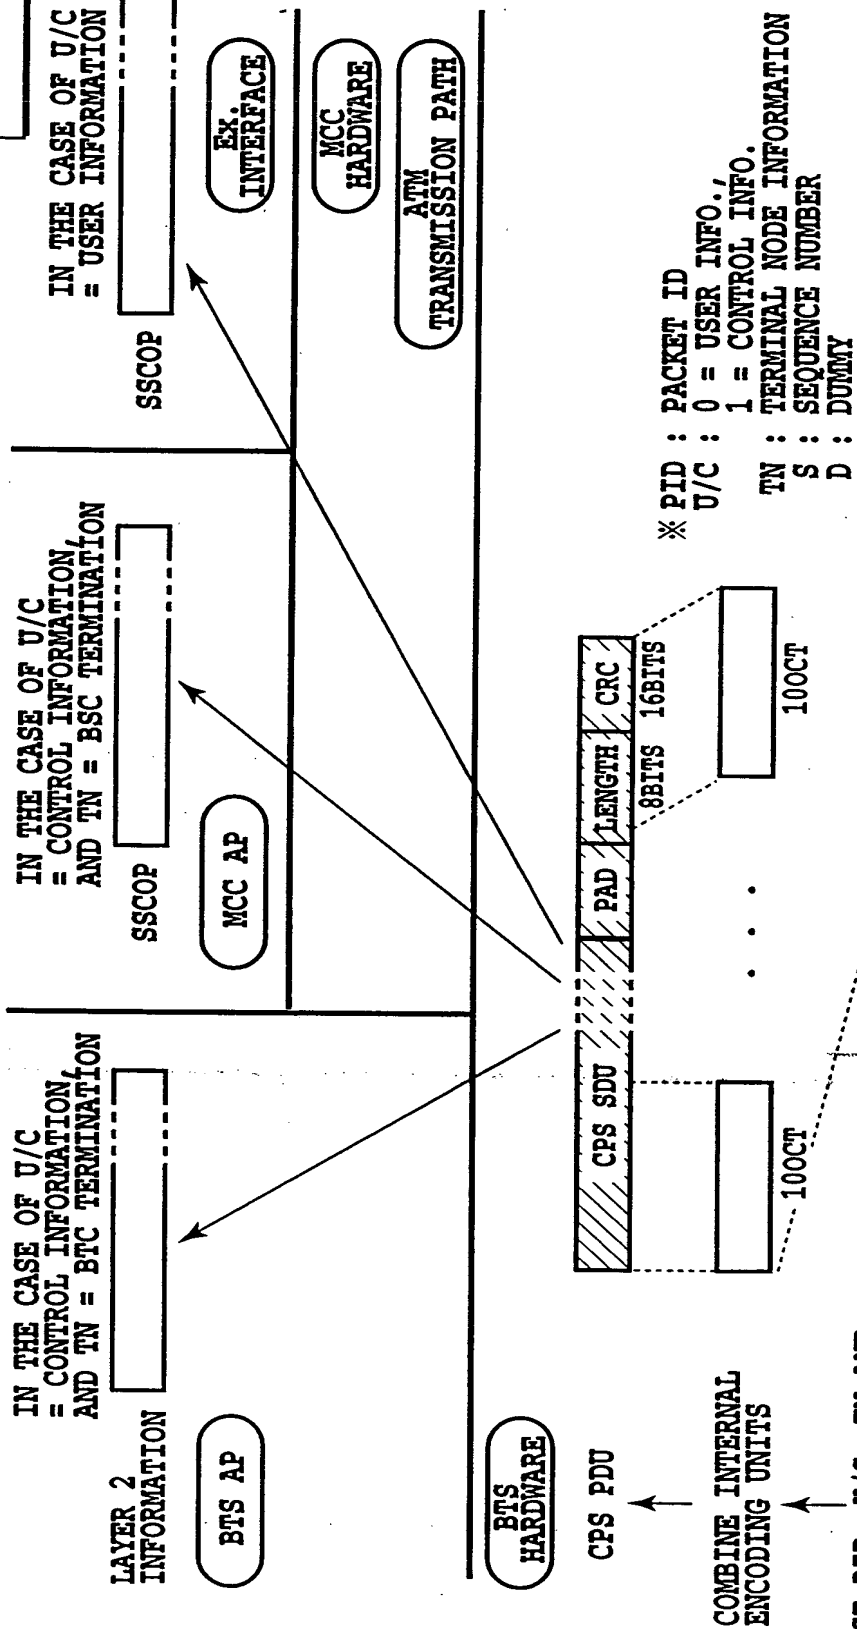 IN THE CASE OF U/C
= CONTROL INFORMATION,
AND TN = BTC TERMINATION
LAYER 2
INFORMATION
BTS AP
IN THE CASE OF U/C
= CONTROL INFORMATION,
AND TN = BSC TERMINATION
SSCOP
MCC AP
IN THE CASE OF U/C
= USER INFORMATION
SSCOP
Ex.
INTERFACE
MCC
HARDWARE
ATM
TRANSMISSION PATH
BTS
HARDWARE
CPS PDU
CPS SDU
PAD
LENGTH
CRC
8BITS
16BITS
COMBINE INTERNAL
ENCODING UNITS
10OCT
10OCT
※ PID : PACKET ID
U/C : 0 = USER INFO.,
1 = CONTROL INFO.
TN : TERMINAL NODE INFORMATION
S : SEQUENCE NUMBER
D : DUMMY